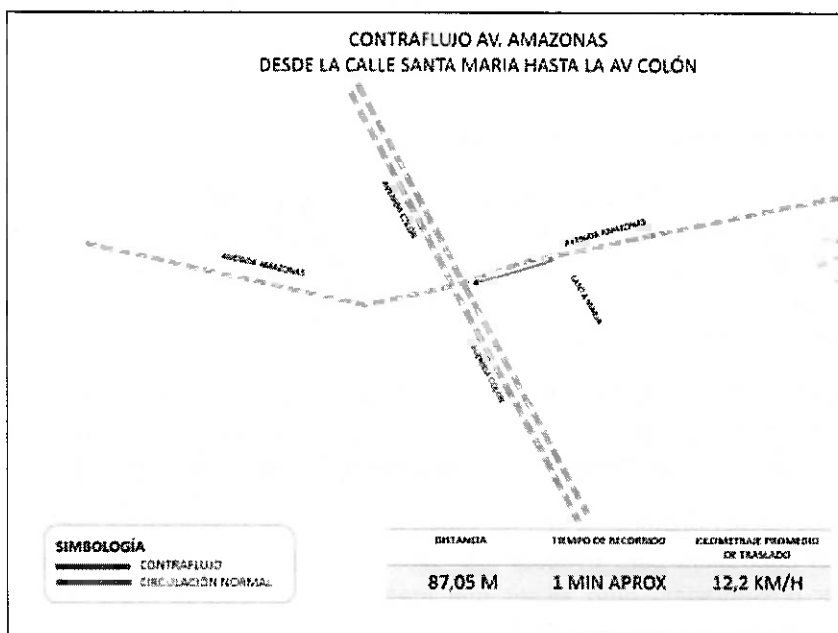 CONTRAFLUJO AV. AMAZONAS
DESDE LA CALLE SANTA MARIA HASTA LA AV COLÓN
AVENIDA COLÓN
AVENIDA AMAZONAS
AVENIDA AMAZONAS
SANTA MARIA
AVENIDA COLÓN
SIMBOLOGÍA
CONTRAFLUJO
CIRCULACIÓN NORMAL
DISTANCIA TIEMPO DE RECORRIDO KILOMETRAJE PROMEDIO
DE TRASLADO
87,05 M 1 MIN APROX 12,2 KM/H